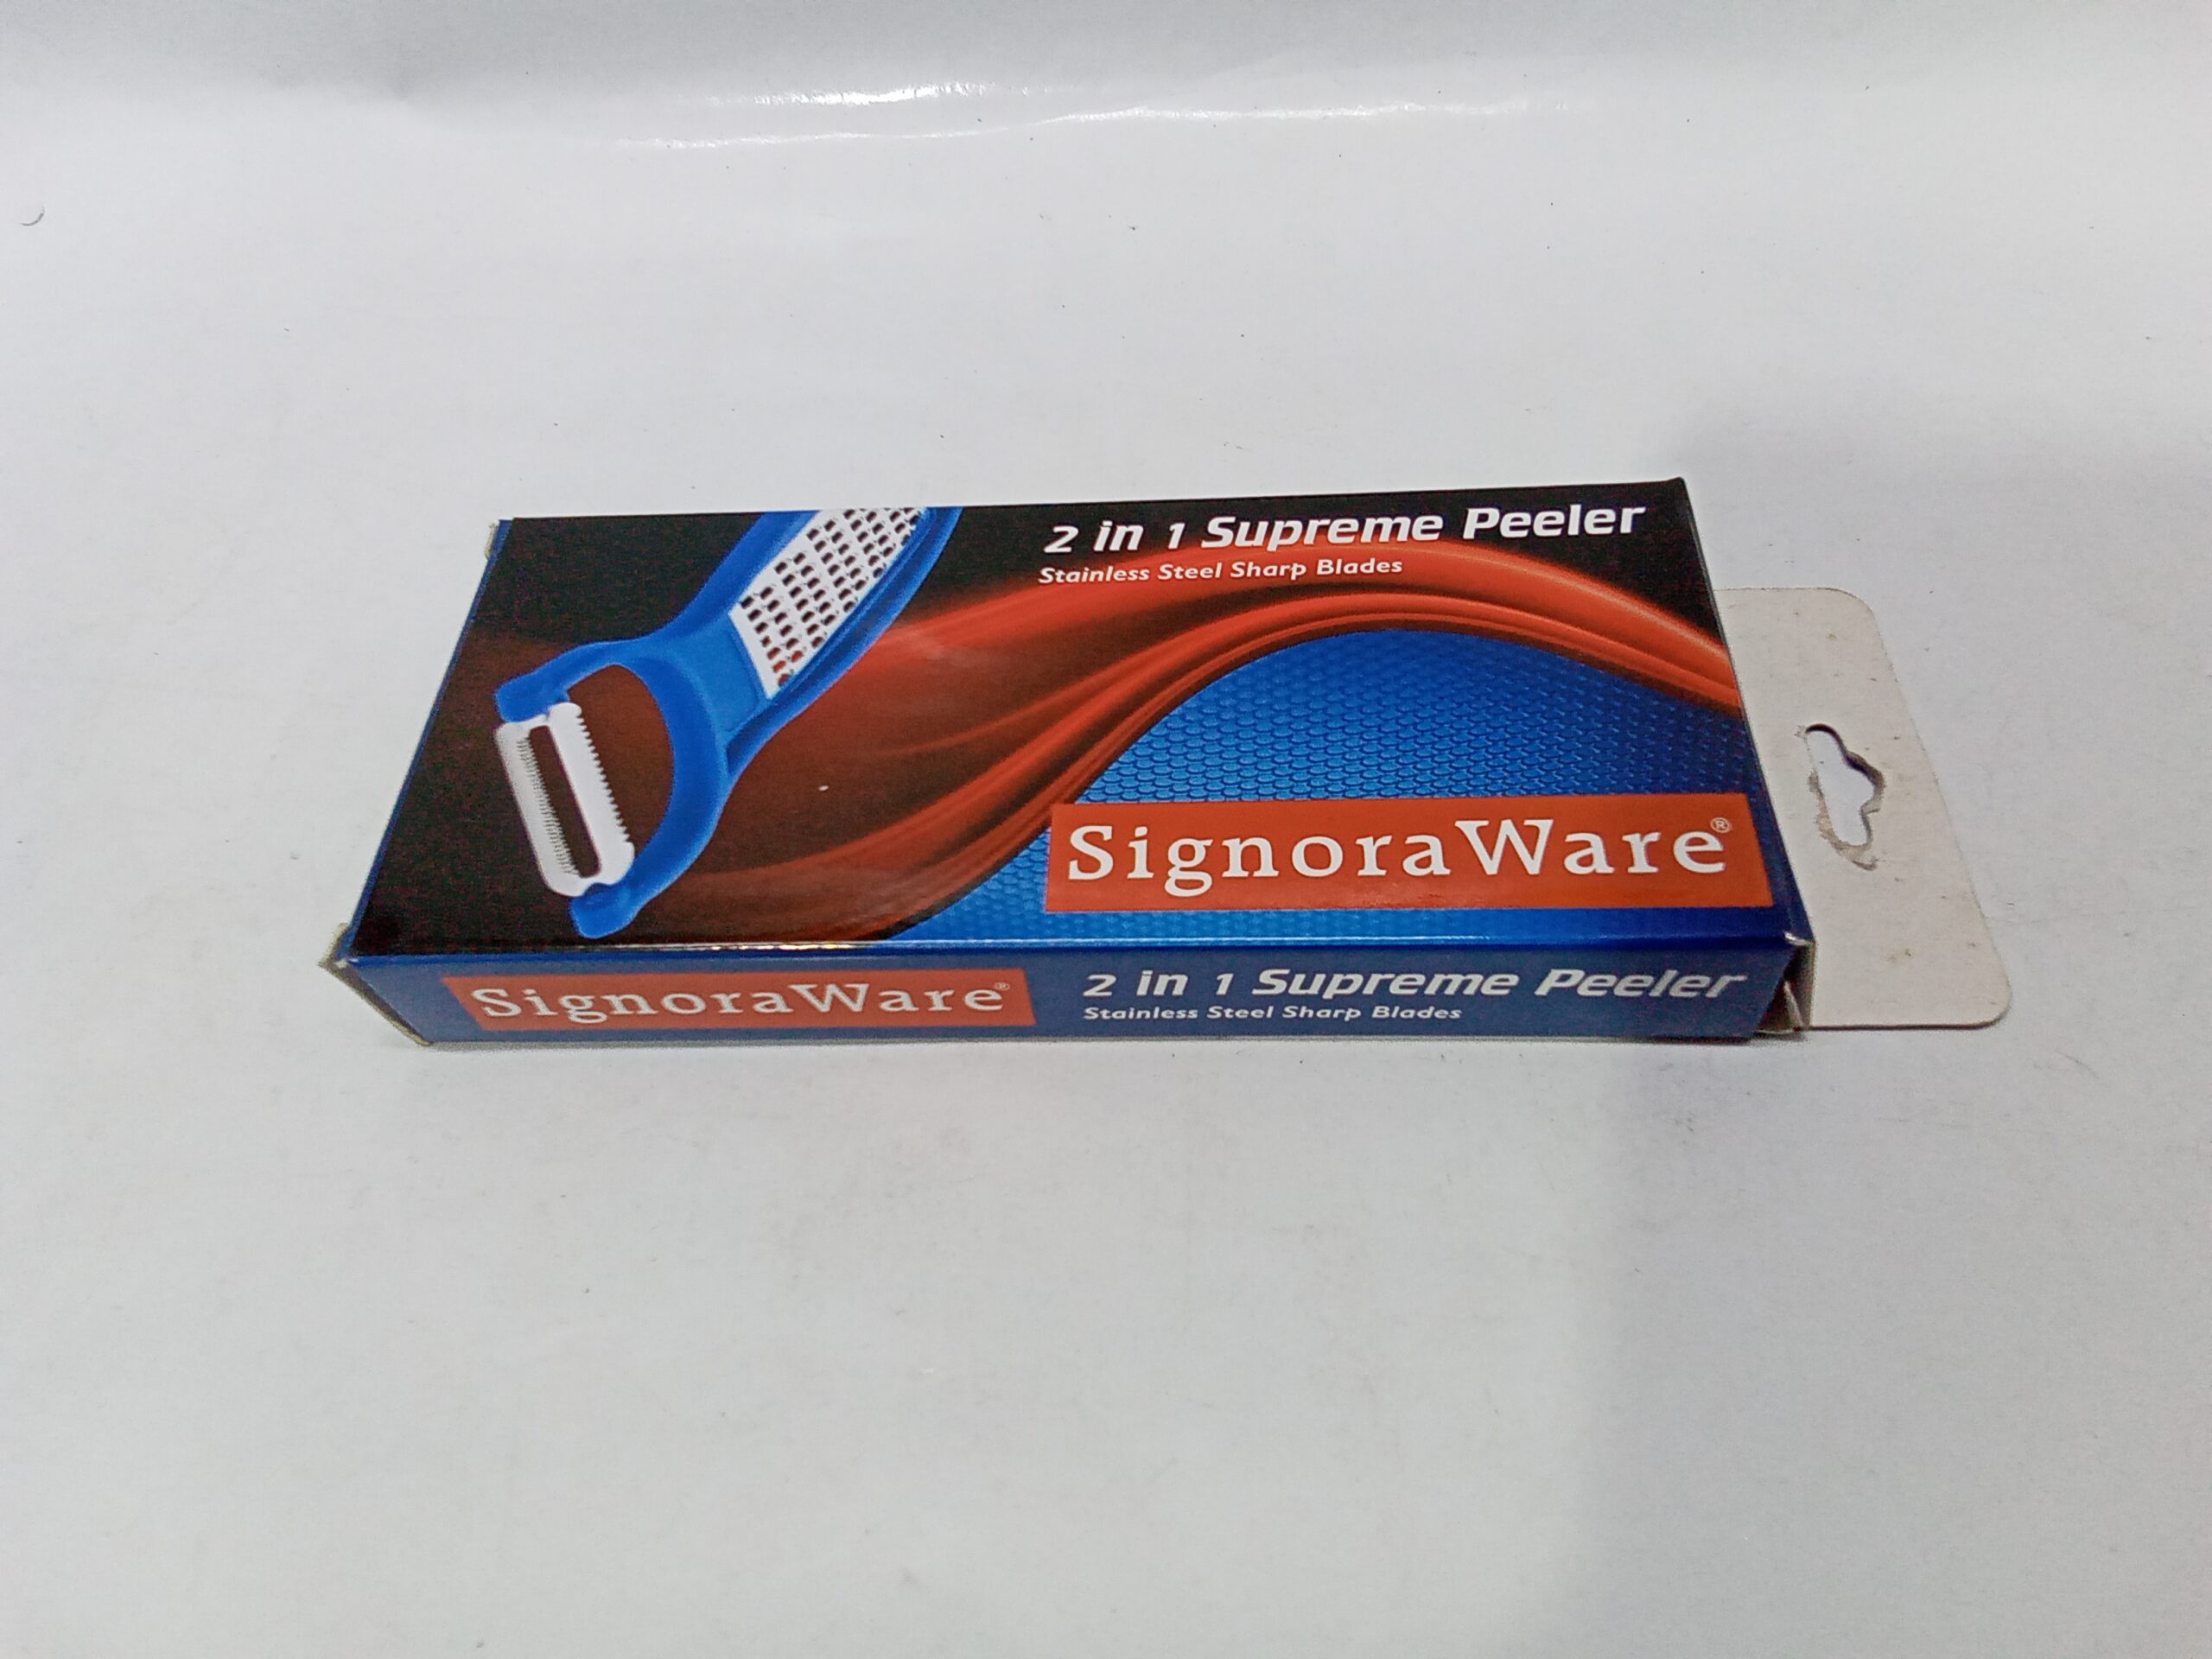 2 in 1 Supreme Peeler
Stainless Steel Sharp Blades
SignoraWare®
SignoraWare®
2 in 1 Supreme Peeler
Stainless Steel Sharp Blades